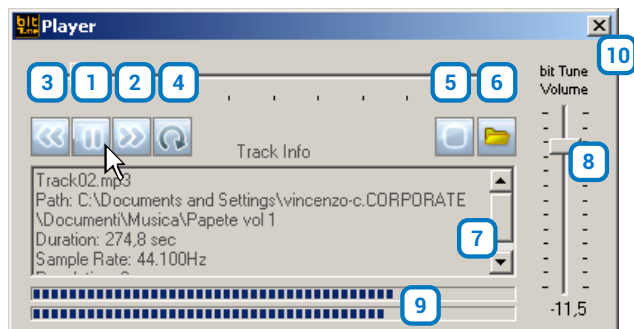 bit Tune Player
10
3 1 2 4 5 6
bit Tune
Volume
Track Info
8
Track02.mp3
Path: C:\Documents and Settings\vincenzo-c.CORPORATE
\Documenti\Musica\Papete vol 1
Duration: 274,8 sec
7
Sample Rate: 44.100Hz
9
-11,5